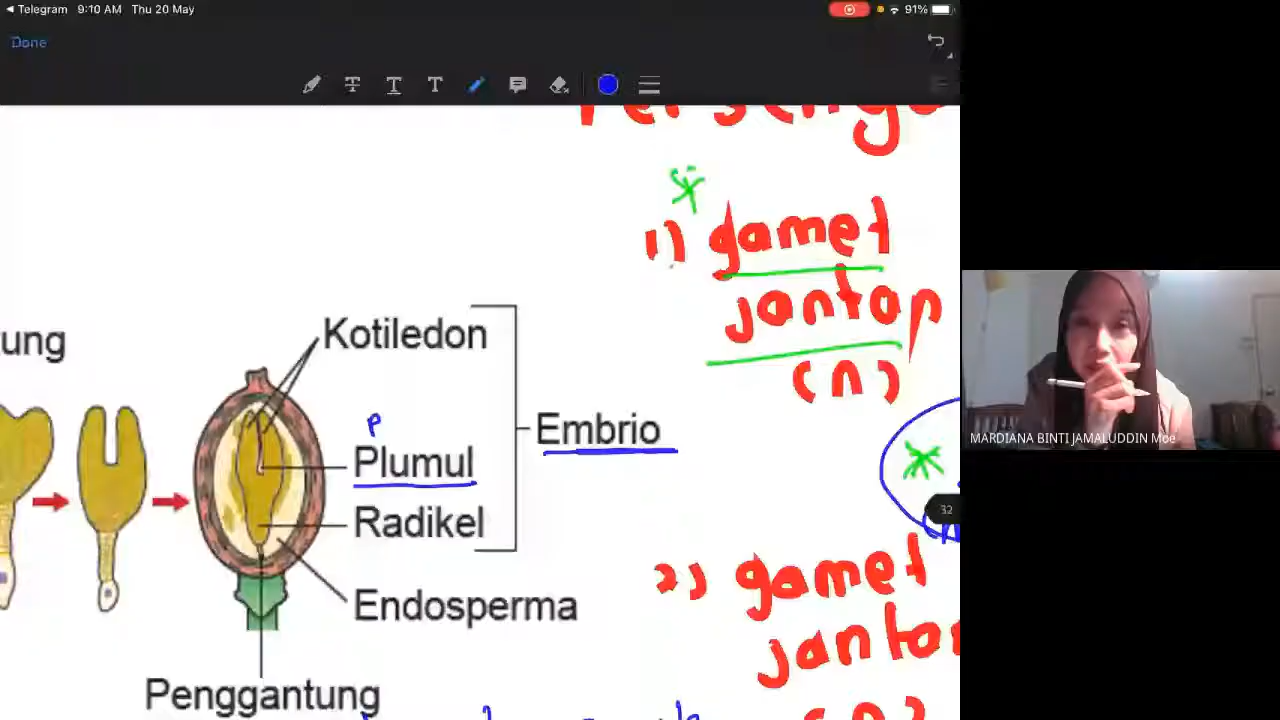 Telegram 9:10 AM Thu 20 May 91%
Done
1) gamet
jantan
(n)
ung
Kotiledon
P
Plumul
Embrio
Radikel
Endosperma
Penggantung
32
2) gamet
MARDIANA BINTI JAMALUDDIN Moe